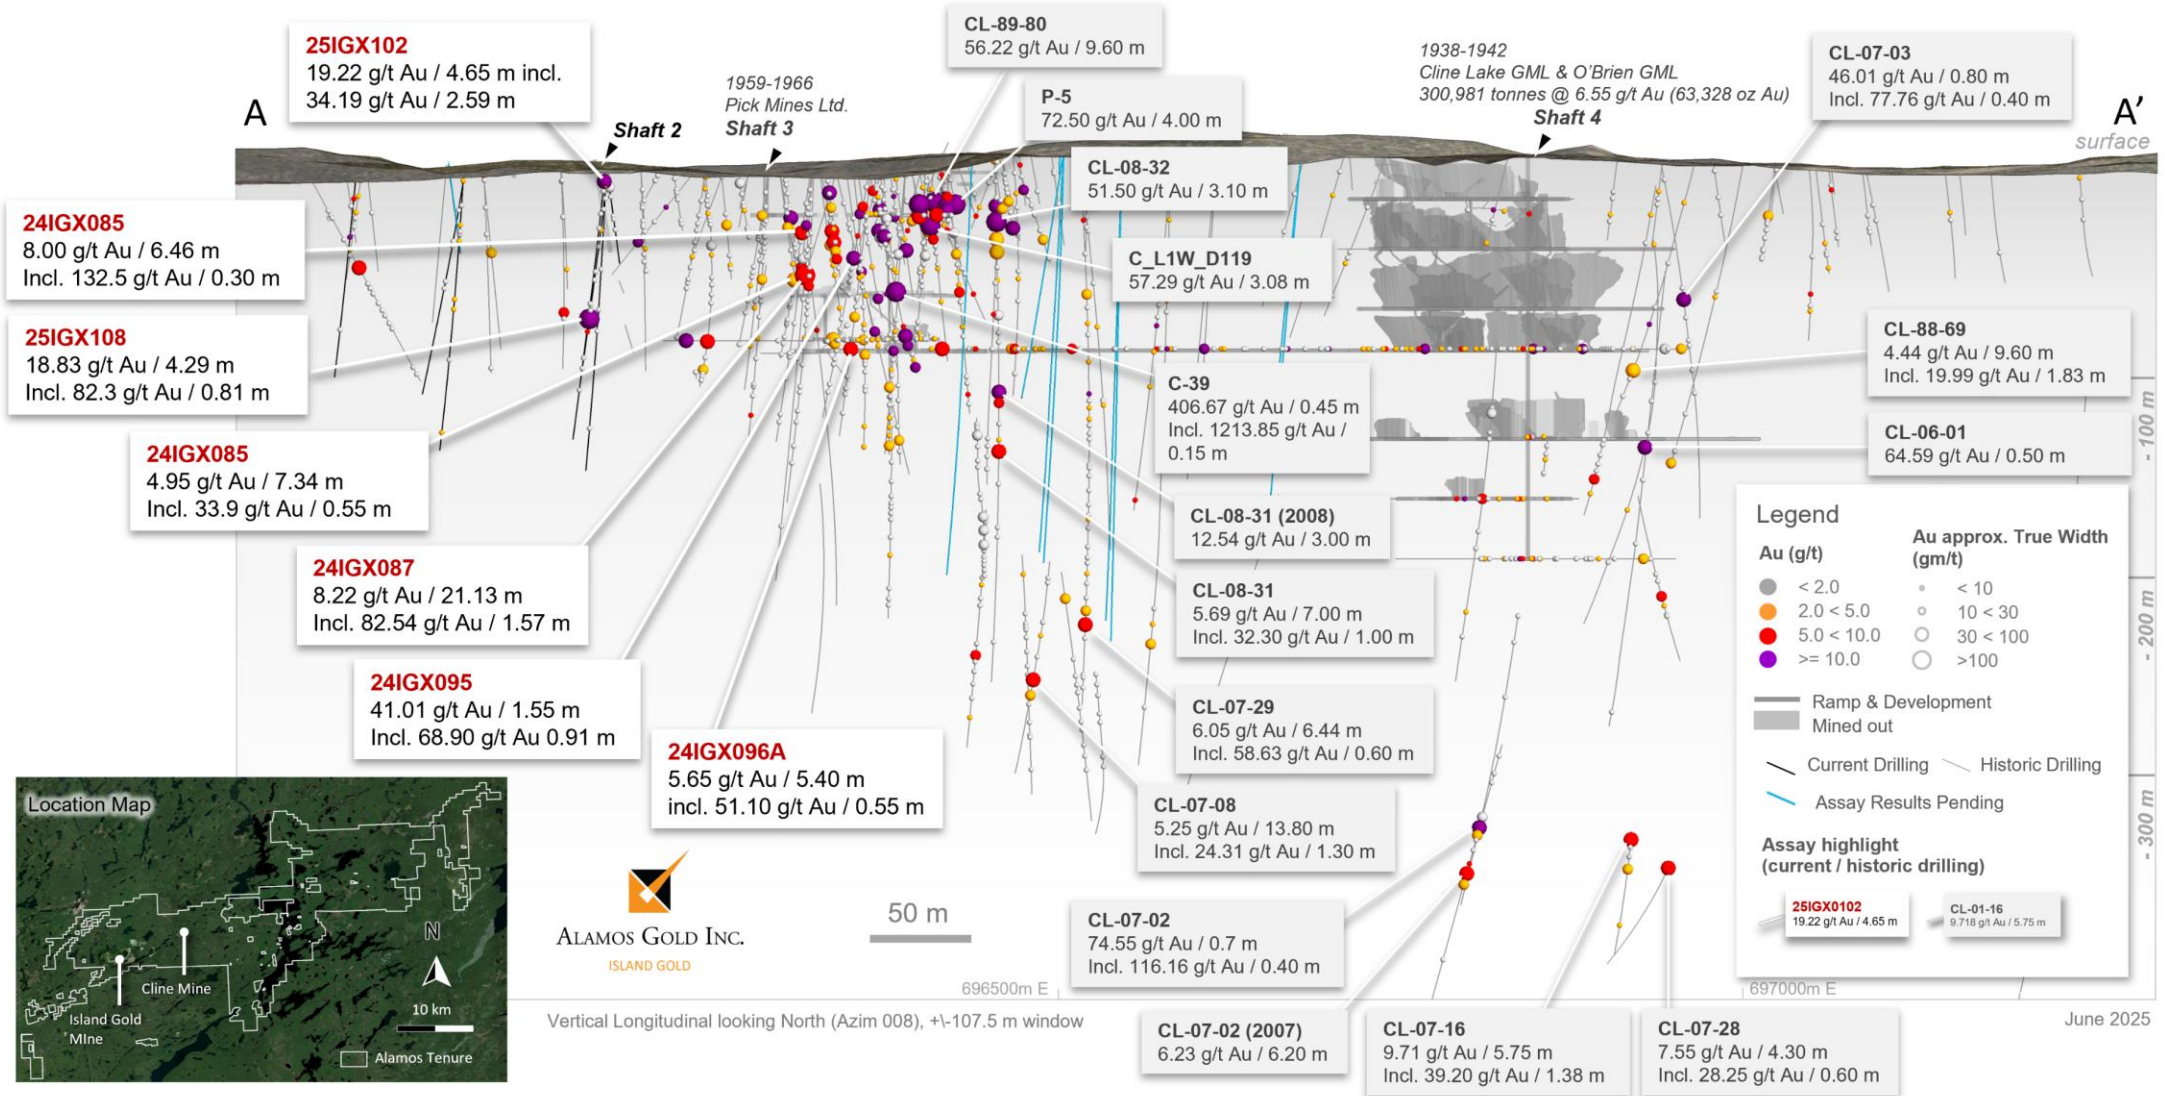 CL-89-80
56.22 g/t Au / 9.60 m
25IGX102
19.22 g/t Au / 4.65 m incl.
34.19 g/t Au / 2.59 m
1959-1966
Pick Mines Ltd.
Shaft 3
Shaft 2
A
P-5
72.50 g/t Au / 4.00 m
1938-1942
Cline Lake GML & O'Brien GML
300,981 tonnes @ 6.55 g/t Au (63,328 oz Au)
Shaft 4
CL-07-03
46.01 g/t Au / 0.80 m
Incl. 77.76 g/t Au / 0.40 m
A'
surface
CL-08-32
51.50 g/t Au / 3.10 m
24IGX085
8.00 g/t Au / 6.46 m
Incl. 132.5 g/t Au / 0.30 m
C_L1W_D119
57.29 g/t Au / 3.08 m
25IGX108
18.83 g/t Au / 4.29 m
Incl. 82.3 g/t Au / 0.81 m
CL-88-69
4.44 g/t Au / 9.60 m
Incl. 19.99 g/t Au / 1.83 m
C-39
406.67 g/t Au / 0.45 m
Incl. 1213.85 g/t Au /
0.15 m
CL-06-01
64.59 g/t Au / 0.50 m
- 100 m
24IGX085
4.95 g/t Au / 7.34 m
Incl. 33.9 g/t Au / 0.55 m
CL-08-31 (2008)
12.54 g/t Au / 3.00 m
24IGX087
8.22 g/t Au / 21.13 m
Incl. 82.54 g/t Au / 1.57 m
CL-08-31
5.69 g/t Au / 7.00 m
Incl. 32.30 g/t Au / 1.00 m
24IGX095
41.01 g/t Au / 1.55 m
Incl. 68.90 g/t Au 0.91 m
CL-07-29
6.05 g/t Au / 6.44 m
Incl. 58.63 g/t Au / 0.60 m
24IGX096A
5.65 g/t Au / 5.40 m
incl. 51.10 g/t Au / 0.55 m
CL-07-08
5.25 g/t Au / 13.80 m
Incl. 24.31 g/t Au / 1.30 m
CL-07-02
74.55 g/t Au / 0.7 m
Incl. 116.16 g/t Au / 0.40 m
CL-07-02 (2007)
6.23 g/t Au / 6.20 m
CL-07-16
9.71 g/t Au / 5.75 m
Incl. 39.20 g/t Au / 1.38 m
CL-07-28
7.55 g/t Au / 4.30 m
Incl. 28.25 g/t Au / 0.60 m
Legend
Au (g/t)
< 2.0
2.0 < 5.0
5.0 < 10.0
>= 10.0
Au approx. True Width
(gm/t)
< 10
10 < 30
30 < 100
>100
Ramp & Development
Mined out
Current Drilling
Historic Drilling
Assay Results Pending
Assay highlight
(current / historic drilling)
25IGX0102
19.22 g/t Au / 4.65 m
CL-01-16
9.718 g/t Au / 5.75 m
- 200 m
- 300 m
Location Map
Cline Mine
Island Gold
MIne
N
10 km
Alamos Tenure
ALAMOS GOLD INC.
ISLAND GOLD
50 m
696500m E
697000m E
Vertical Longitudinal looking North (Azim 008), +\-107.5 m window
June 2025